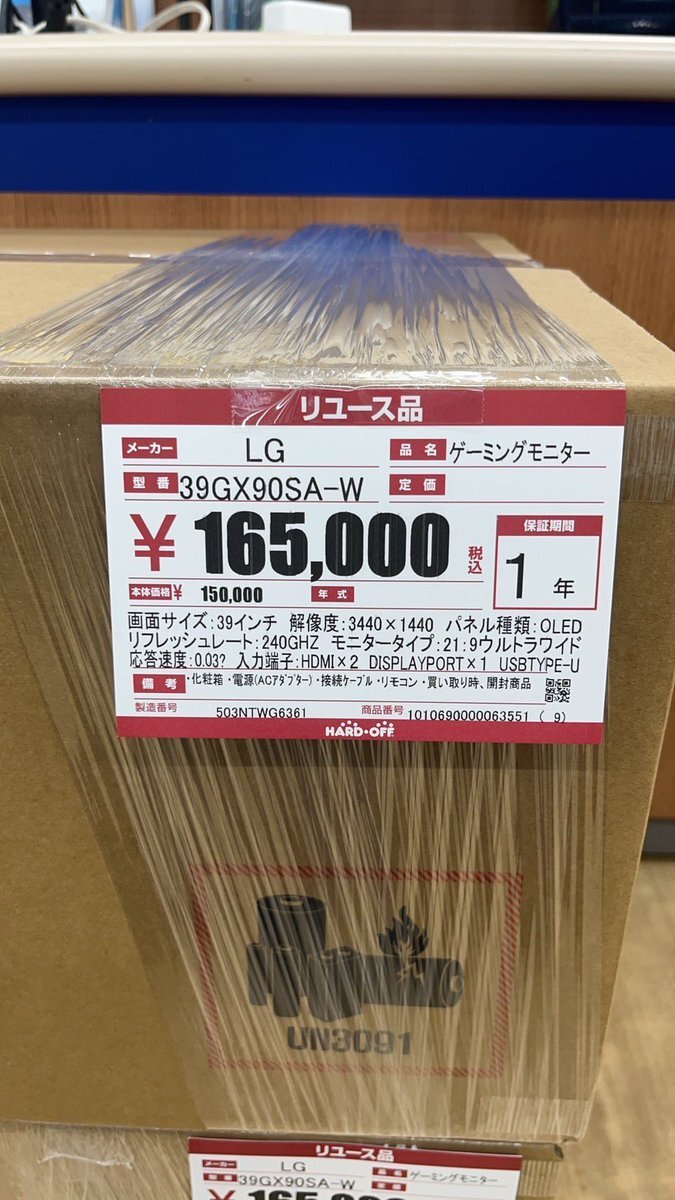 リユース品
メーカー LG 品名 ゲーミングモニター
型番 39GX90SA-W 定価
¥165,000 税込 保証期間 1年
本体価格¥ 150,000 年式
画面サイズ:39インチ 解像度:3440×1440 パネル種類:OLED
リフレッシュレート:240GHZ モニタータイプ:21:9ウルトラワイド
応答速度:0.03? 入力端子:HDMI×2 DISPLAYPORT×1 USBTYPE-U
備考 ・化粧箱・電源(ACアダプター)・接続ケーブル・リモコン・買い取り時、開封商品
製造番号 503NTWG6361 商品番号 1010690000063551 ( 9)
HARD・OFF
UN3091
リユース品
メーカー LG 品名 ゲーミングモニター
型番 39GX90SA-W 定価
¥165,000